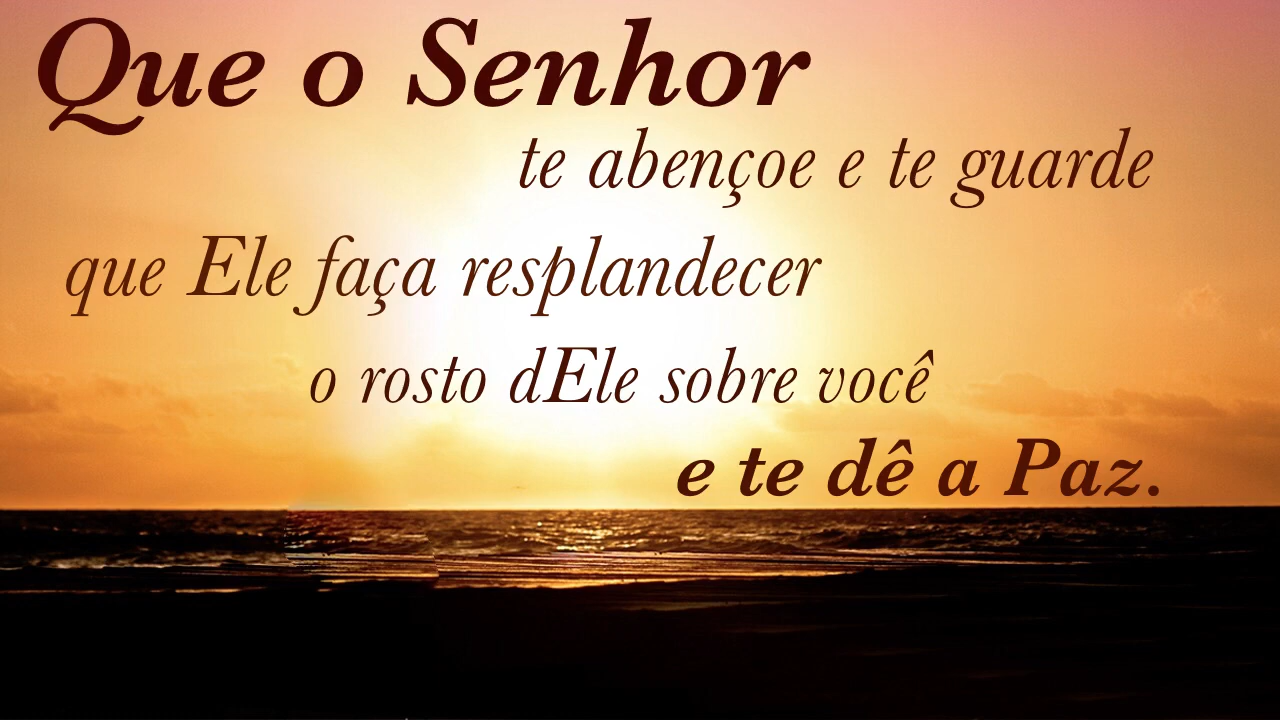 Que o Senhor
te abençoe e te guarde
que Ele faça resplandecer
o rosto dEle sobre você
e te dê a Paz.